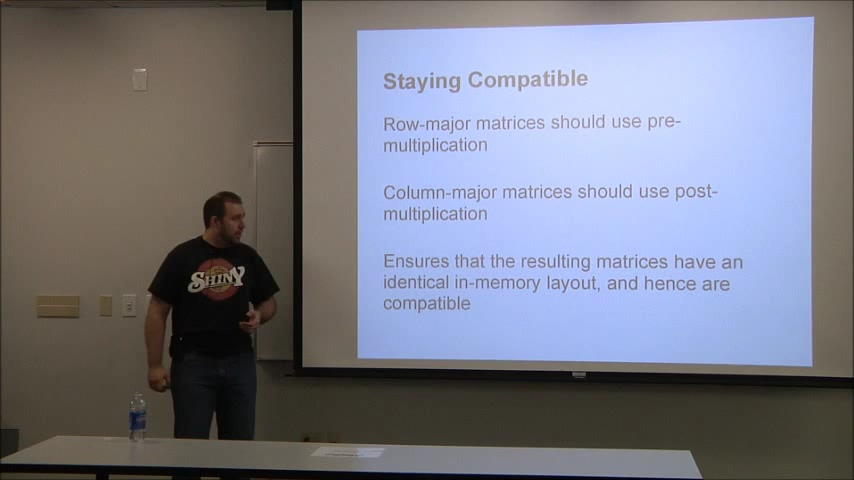 Staying Compatible
Row-major matrices should use pre-
multiplication
Column-major matrices should use post-
multiplication
Ensures that the resulting matrices have an
identical in-memory layout, and hence are
compatible
SHINY